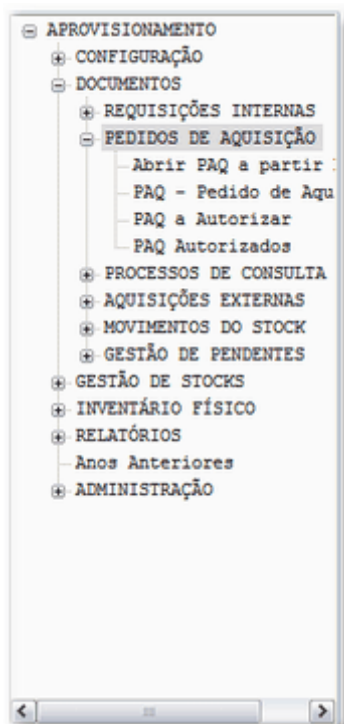 APROVISIONAMENTO
CONFIGURAÇÃO
DOCUMENTOS
REQUISIÇÕES INTERNAS
PEDIDOS DE AQUISIÇÃO
Abrir PAQ a partir
PAQ - Pedido de Aqu
PAQ a Autorizar
PAQ Autorizados
PROCESSOS DE CONSULTA
AQUISIÇÕES EXTERNAS
MOVIMENTOS DO STOCK
GESTÃO DE PENDENTES
GESTÃO DE STOCKS
INVENTÁRIO FÍSICO
RELATÓRIOS
Anos Anteriores
ADMINISTRAÇÃO